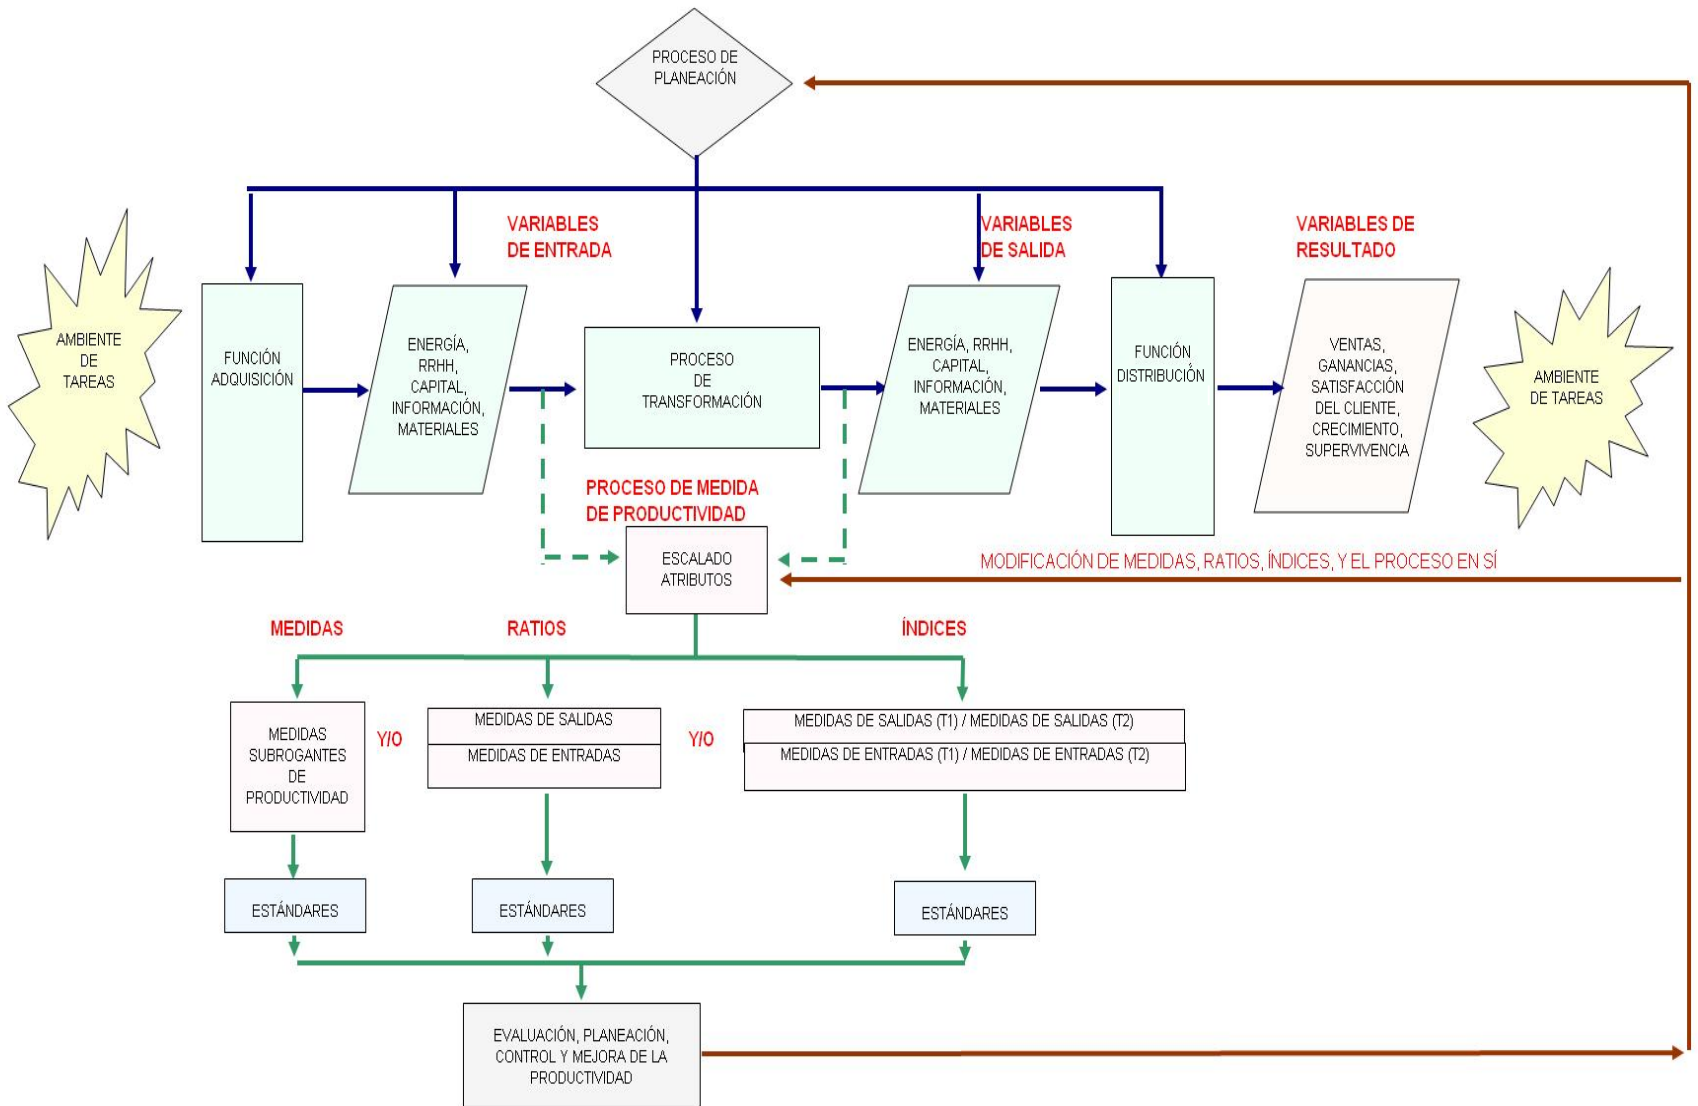 PROCESO DE
PLANEACIÓN
VARIABLES
DE ENTRADA
VARIABLES
DE SALIDA
VARIABLES DE
RESULTADO
AMBIENTE
DE
TAREAS
FUNCIÓN
ADQUISICIÓN
ENERGÍA,
RRHH,
CAPITAL,
INFORMACIÓN,
MATERIALES
PROCESO
DE
TRANSFORMACIÓN
ENERGÍA, RRHH,
CAPITAL,
INFORMACIÓN,
MATERIALES
FUNCIÓN
DISTRIBUCIÓN
VENTAS,
GANANCIAS,
SATISFACCIÓN
DEL CLIENTE,
CRECIMIENTO,
SUPERVIVENCIA
AMBIENTE
DE TAREAS
PROCESO DE MEDIDA
DE PRODUCTIVIDAD
ESCALADO
ATRIBUTOS
MODIFICACIÓN DE MEDIDAS, RATIOS, ÍNDICES, Y EL PROCESO EN SÍ
MEDIDAS
RATIOS
ÍNDICES
MEDIDAS
SUBROGANTES
DE
PRODUCTIVIDAD
Y/O
MEDIDAS DE SALIDAS
MEDIDAS DE ENTRADAS
Y/O
MEDIDAS DE SALIDAS (T1) / MEDIDAS DE SALIDAS (T2)
MEDIDAS DE ENTRADAS (T1) / MEDIDAS DE ENTRADAS (T2)
ESTÁNDARES
ESTÁNDARES
ESTÁNDARES
EVALUACIÓN, PLANEACIÓN,
CONTROL Y MEJORA DE LA
PRODUCTIVIDAD